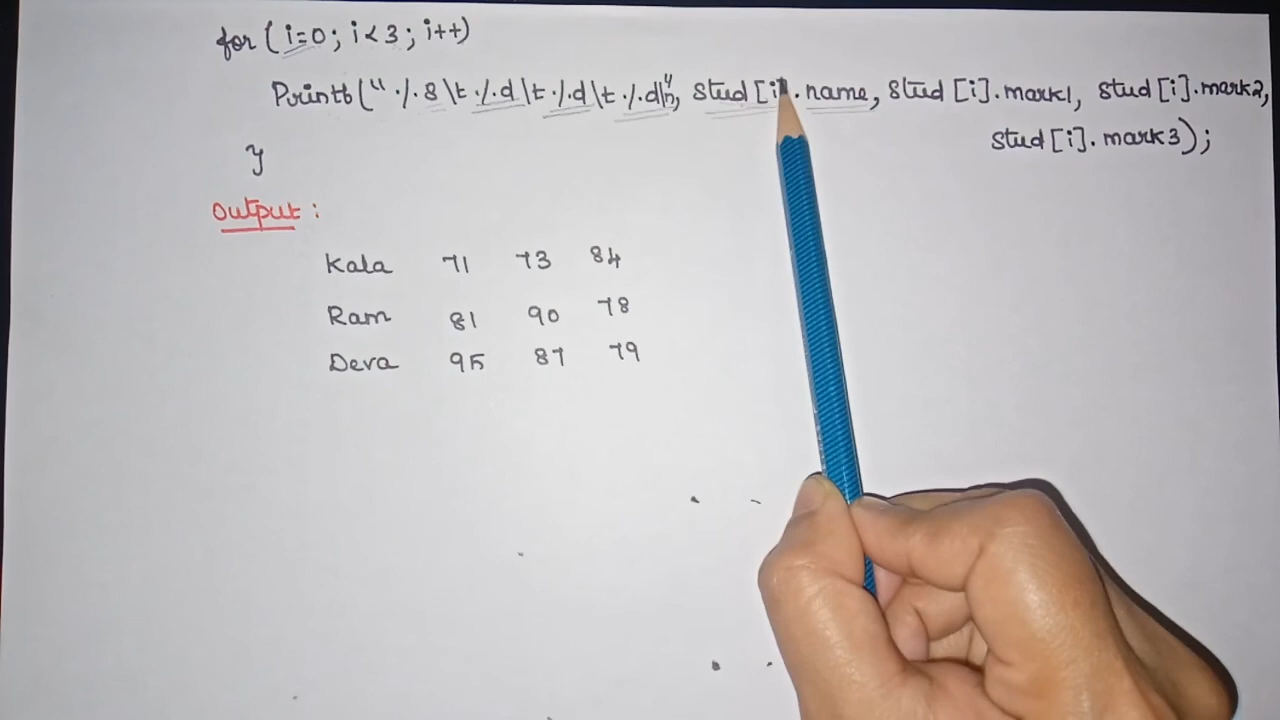 for ( i=0; i<3; i++)
Printf("%s\t%d\t%d\t%d\n", stud[i].name, stud[i].mark1, stud[i].mark2,
stud[i].mark3);
}
Output:
Kala 71 73 84
Ram 81 90 78
Deva 95 87 79